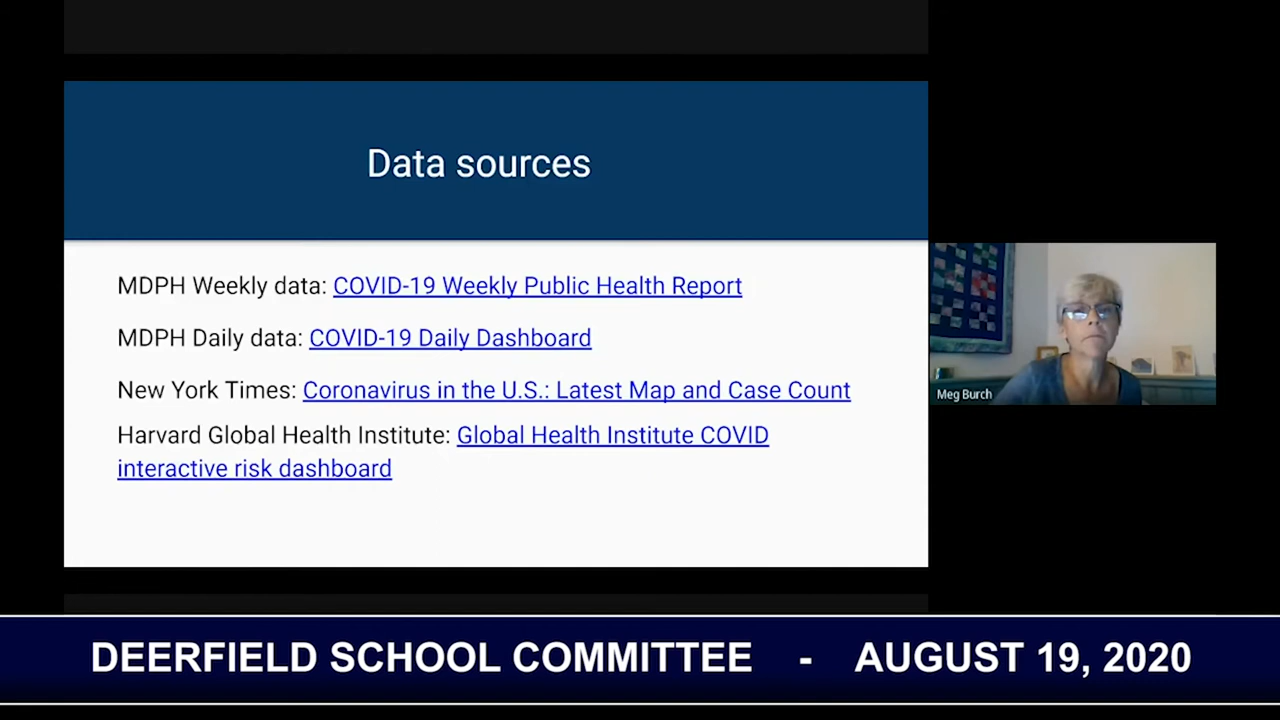 Data sources
MDPH Weekly data: COVID-19 Weekly Public Health Report
MDPH Daily data: COVID-19 Daily Dashboard
New York Times: Coronavirus in the U.S.: Latest Map and Case Count
Harvard Global Health Institute: Global Health Institute COVID
interactive risk dashboard
Meg Burch
DEERFIELD SCHOOL COMMITTEE - AUGUST 19, 2020